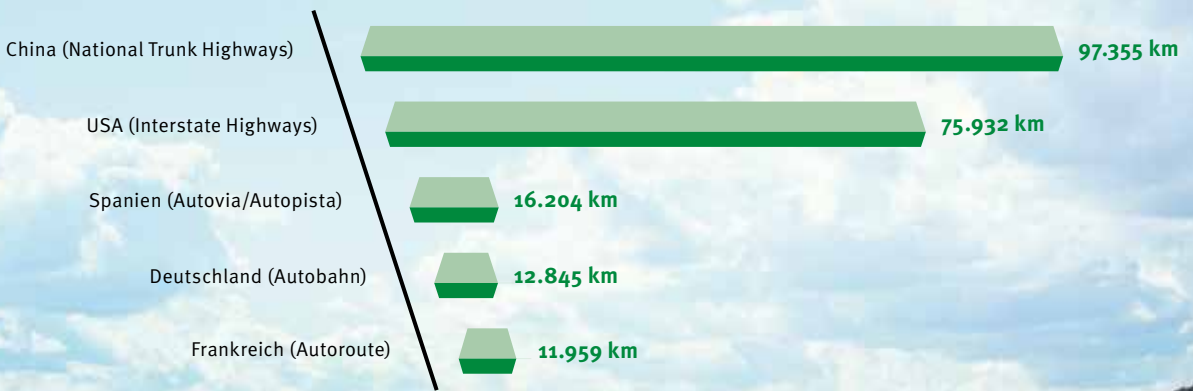 China (National Trunk Highways) 97.355 km
USA (Interstate Highways) 75.932 km
Spanien (Autovia/Autopista) 16.204 km
Deutschland (Autobahn) 12.845 km
Frankreich (Autoroute) 11.959 km